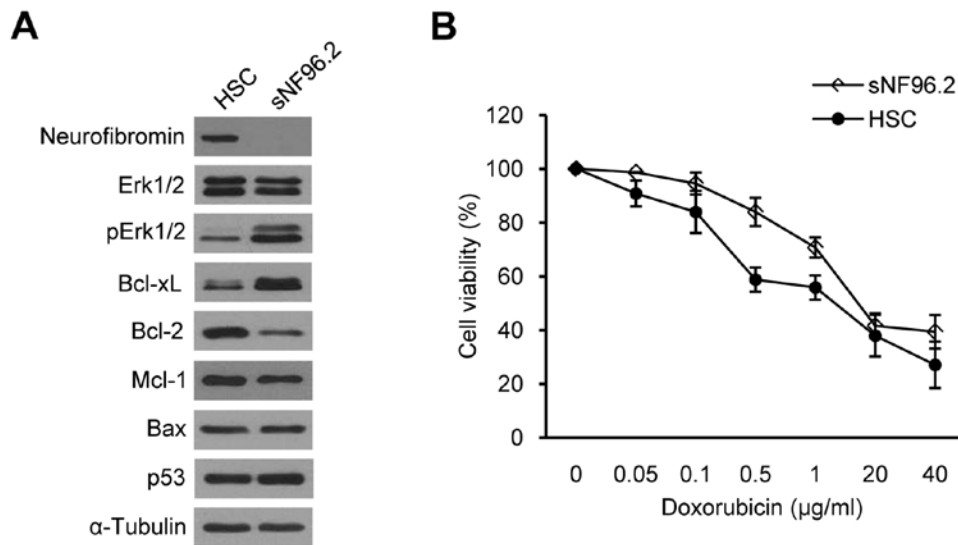 A
HSC
sNF96.2
Neurofibromin
Erk1/2
pErk1/2
Bcl-xL
Bcl-2
Mcl-1
Bax
p53
α-Tubulin
B
sNF96.2
HSC
120
100
80
60
40
20
0
Cell viability (%)
0 0.05 0.1 0.5 1 20 40
Doxorubicin (µg/ml)